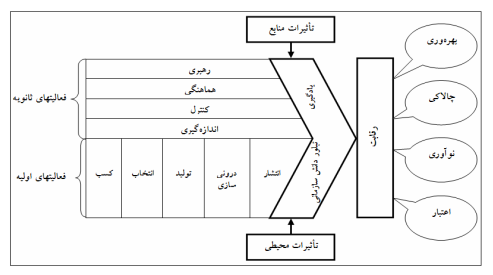 تأثیرات منابع
رهبری
هماهنگی
کنترل
اندازه‌گیری
فعالیتهای ثانویه
فعالیتهای اولیه
کسب
انتخاب
تولید
درونی
سازی
انتشار
یادگیری
تبلور دانش سازمانی
رقابت
بهره‌وری
چالاکی
نوآوری
اعتبار
تأثیرات محیطی